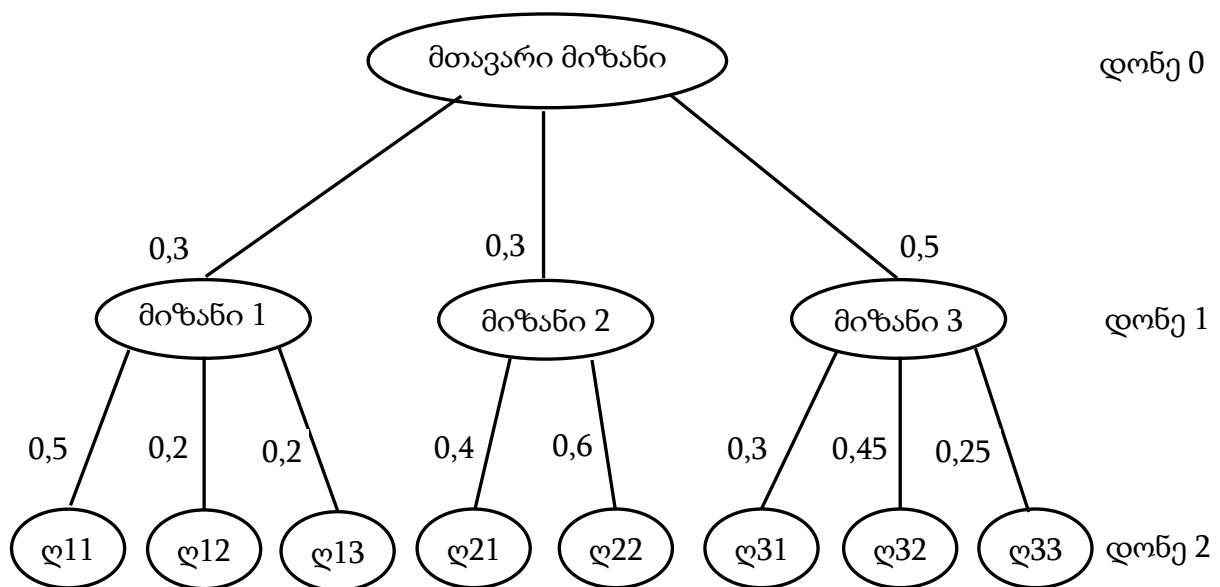 მთავარი მიზანი
დონე 0
0,3
0,3
0,5
მიზანი 1
მიზანი 2
მიზანი 3
დონე 1
0,5
0,2
0,2
0,4
0,6
0,3
0,45
0,25
ღ11
ღ12
ღ13
ღ21
ღ22
ღ31
ღ32
ღ33
დონე 2